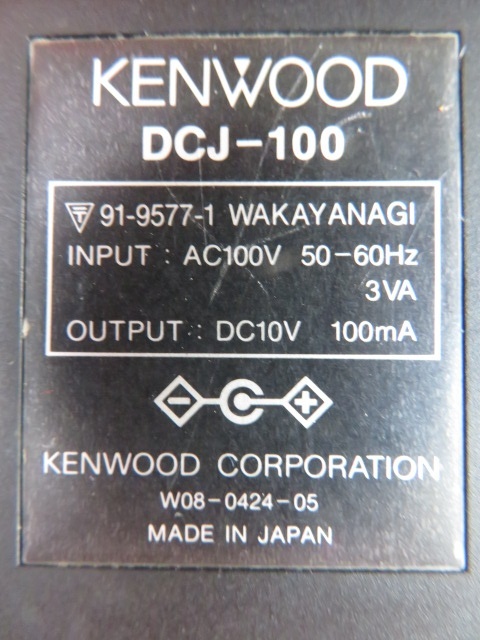 KENWOOD
DCJ-100
91-9577-1 WAKAYANAGI
INPUT : AC100V 50-60Hz
3VA
OUTPUT : DC10V 100mA
KENWOOD CORPORATION
W08-0424-05
MADE IN JAPAN